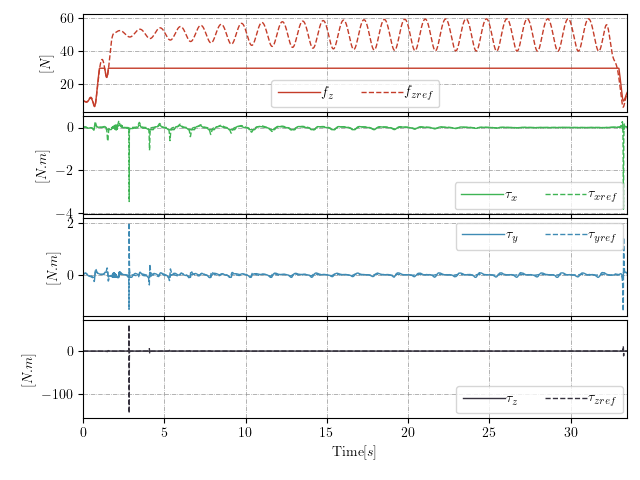 60
40
20
[N]
f_z
f_zref
0
−2
−4
[N.m]
τ_x
τ_xref
2
0
[N.m]
τ_y
τ_yref
0
−100
[N.m]
τ_z
τ_zref
0 5 10 15 20 25 30
Time[s]